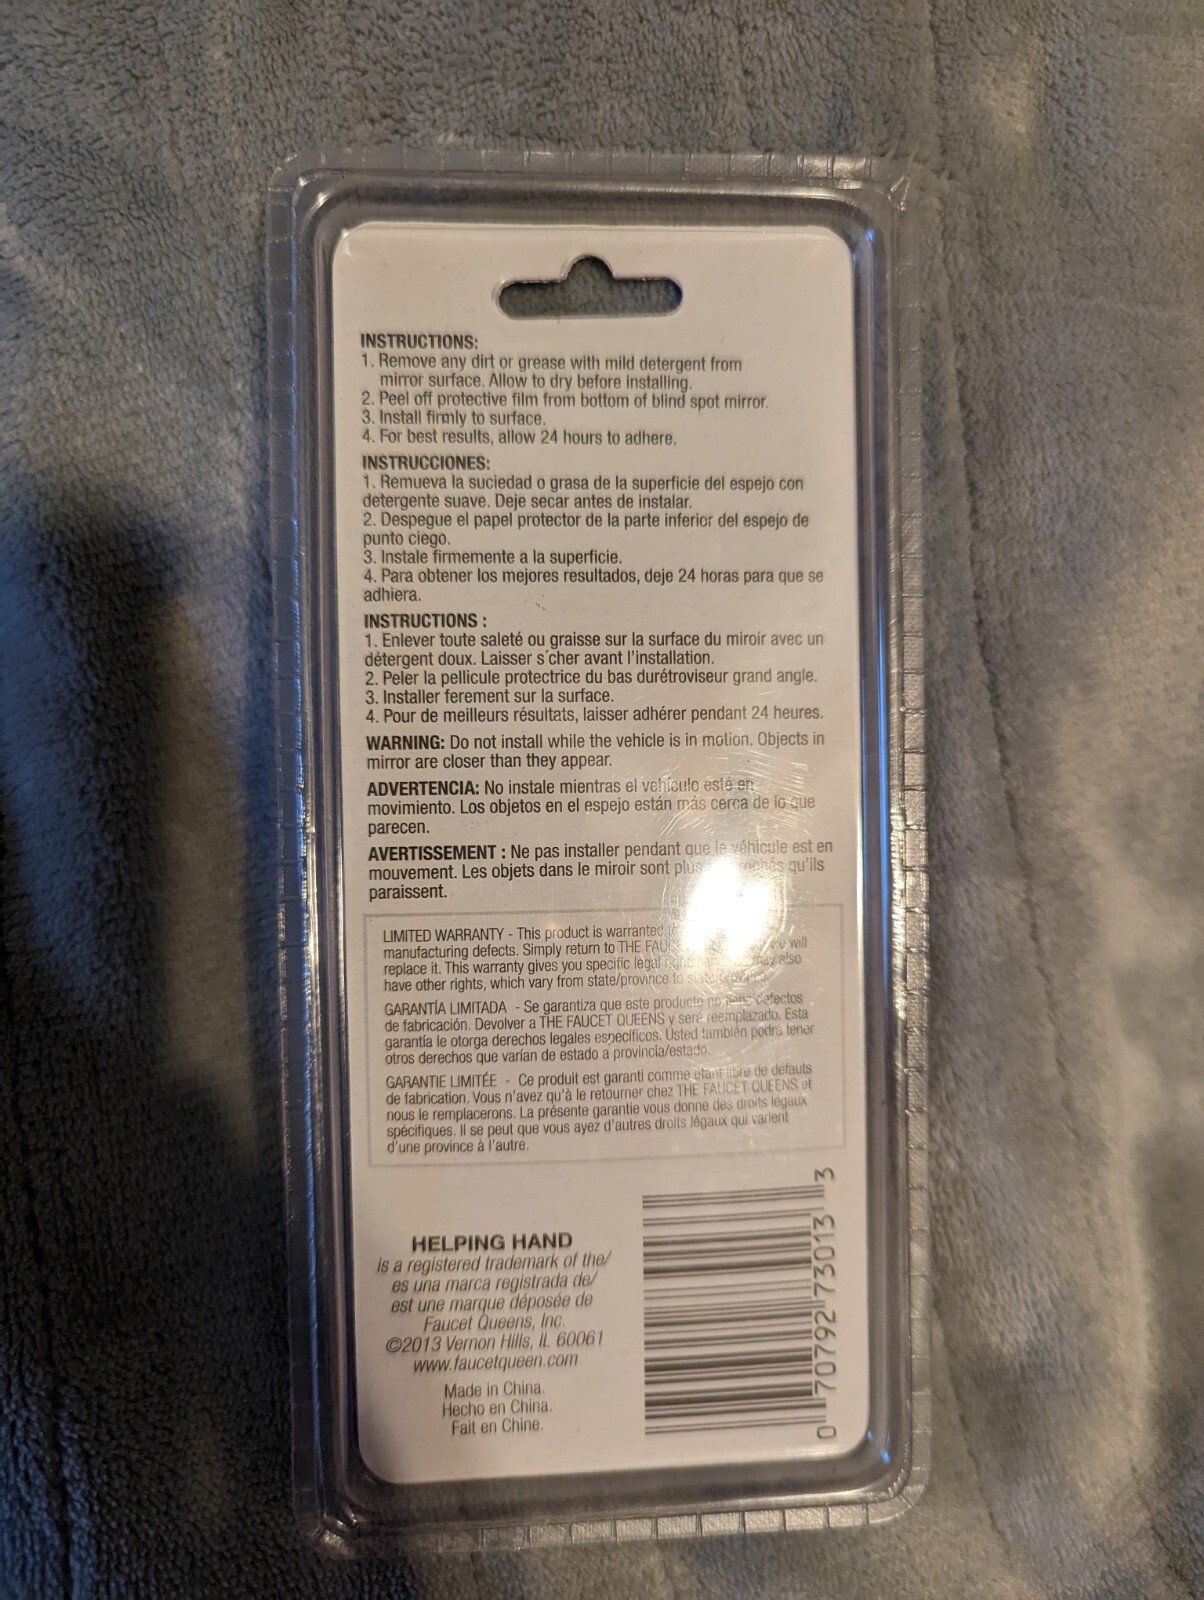 INSTRUCTIONS:
1. Remove any dirt or grease with mild detergent from
mirror surface. Allow to dry before installing.
2. Peel off protective film from bottom of blind spot mirror.
3. Install firmly to surface.
4. For best results, allow 24 hours to adhere.
INSTRUCCIONES:
1. Remueva la suciedad o grasa de la superficie del espejo con
detergente suave. Deje secar antes de instalar.
2. Despegue el papel protector de la parte inferior del espejo de
punto ciego.
3. Instale firmemente a la superficie.
4. Para obtener los mejores resultados, deje 24 horas para que se
adhiera.
INSTRUCTIONS :
1. Enlever toute saleté ou graisse sur la surface du miroir avec un
détergent doux. Laisser s´cher avant l'installation.
2. Peler la pellicule protectrice du bas durétroviseur grand angle.
3. Installer ferement sur la surface.
4. Pour de meilleurs résultats, laisser adhérer pendant 24 heures.
WARNING: Do not install while the vehicle is in motion. Objects in
mirror are closer than they appear.
ADVERTENCIA: No instale mientras el vehículo esté en
movimiento. Los objetos en el espejo están más cerca de lo que
parecen.
AVERTISSEMENT : Ne pas installer pendant que le véhicule est en
mouvement. Les objets dans le miroir sont plus qu'ils
paraissent.
LIMITED WARRANTY - This product is warranted
manufacturing defects. Simply return to THE will
replace it. This warranty gives you specific legal may also
have other rights, which vary from state/province to state/province.
GARANTÍA LIMITADA - Se garantiza que este producto no tiene defectos
de fabricación. Devolver a THE FAUCET QUEENS y seré reemplazado. Esta
garantía le otorga derechos legales específicos. Usted también podrá tener
otros derechos que varían de estado a provincia/estado.
GARANTIE LIMITÉE - Ce produit est garanti comme étant libre de défauts
de fabrication. Vous n'avez qu'à le retourner chez THE FAUCET QUEENS et
nous le remplacerons. La présente garantie vous donne des droits légaux
spécifiques. Il se peut que vous ayez d'autres droits légaux qui varient
d'une province à l'autre.
HELPING HAND
is a registered trademark of the/
es una marca registrada de/
est une marque déposée de
Faucet Queens, Inc.
©2013 Vernon Hills, IL 60061
www.faucetqueen.com
Made in China.
Hecho en China.
Fait en Chine.
0 70792 73013 3